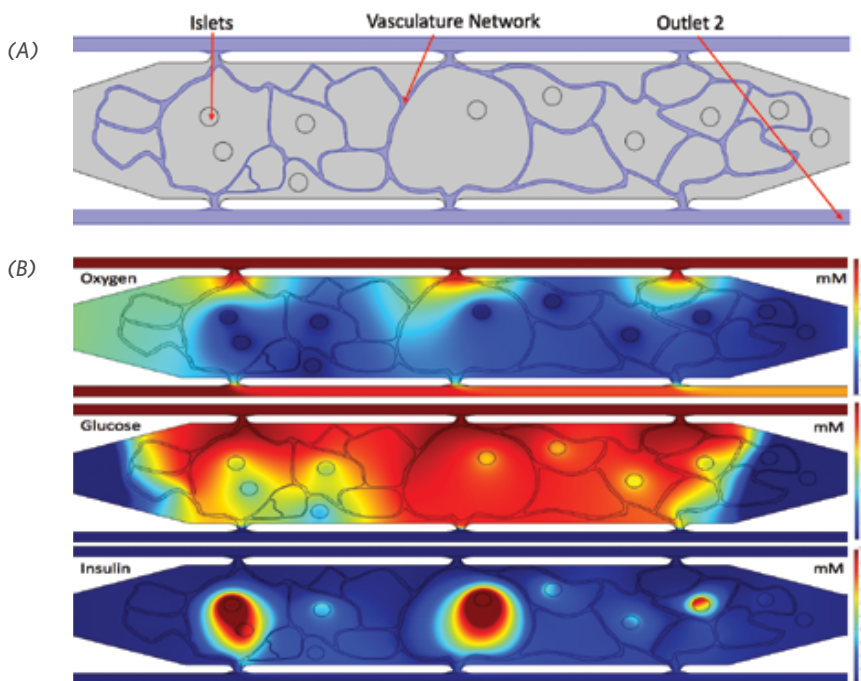 Islets Vasculature Network Outlet 2
(A)
(B)
Oxygen mM
Glucose mM
Insulin mM